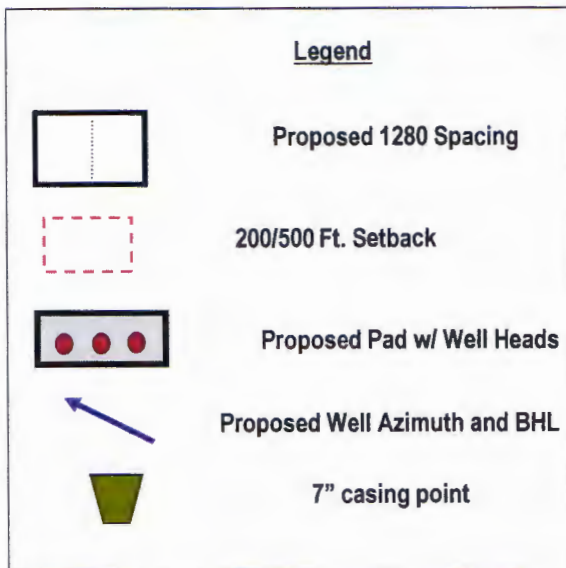 Legend
Proposed 1280 Spacing
200/500 Ft. Setback
Proposed Pad w/ Well Heads
Proposed Well Azimuth and BHL
7” casing point